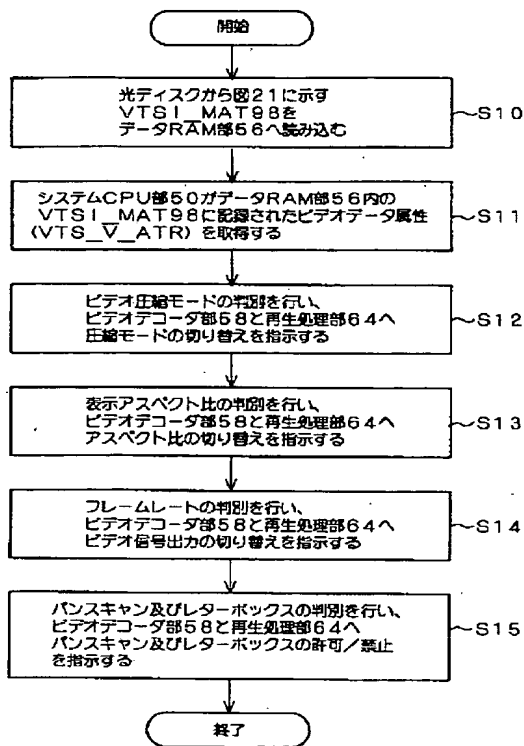 開始
光ディスクから図21に示す
VTSI_MAT98を
データRAM部56へ読み込む
S10
システムCPU部50がデータRAM部56内の
VTSI_MAT98に記録されたビデオデータ属性
(VTS_V_ATR)を取得する
S11
ビデオ圧縮モードの判別を行い、
ビデオデコーダ部58と再生処理部64へ
圧縮モードの切り替えを指示する
S12
表示アスペクト比の判別を行い、
ビデオデコーダ部58と再生処理部64へ
アスペクト比の切り替えを指示する
S13
フレームレートの判別を行い、
ビデオデコーダ部58と再生処理部64へ
ビデオ信号出力の切り替えを指示する
S14
パンスキャン及びレターボックスの判別を行い、
ビデオデコーダ部58と再生処理部64へ
パンスキャン及びレターボックスの許可/禁止
を指示する
S15
終了